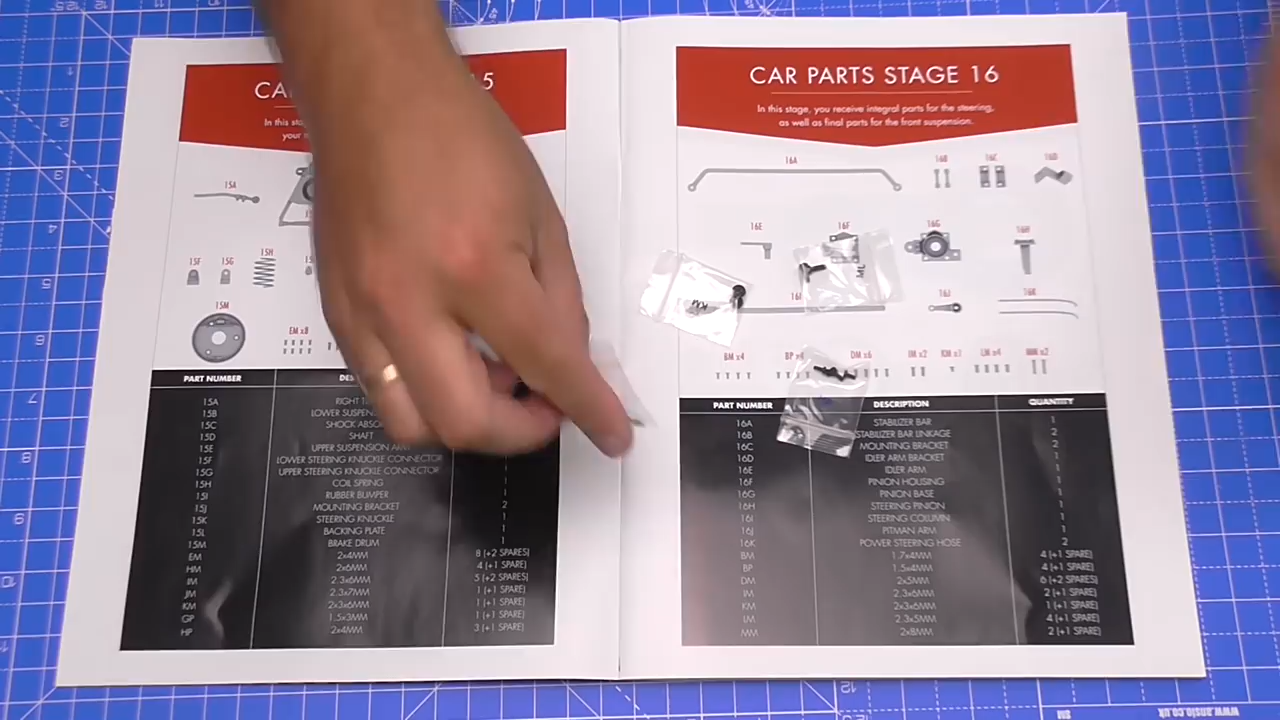 CA
5
In this sta
your n
15A
15F
15G
15H
15M
EM x8
PART NUMBER
DES
15A
RIGHT T
15B
LOWER SUSPEN
15C
SHOCK ABSO
15D
SHAFT
15E
UPPER SUSPENSION ARM
15F
LOWER STEERING KNUCKLE CONNECTOR
15G
UPPER STEERING KNUCKLE CONNECTOR
1
15H
COIL SPRING
1
15I
RUBBER BUMPER
1
15J
MOUNTING BRACKET
2
15K
STEERING KNUCKLE
1
15L
BACKING PLATE
1
15M
BRAKE DRUM
1
EM
2x4MM
8 (+2 SPARES)
HM
2x6MM
4 (+1 SPARE)
IM
2.3x6MM
5 (+2 SPARES)
JM
2.3x7MM
1 (+1 SPARE)
KM
2x3x6MM
1 (+1 SPARE)
GP
1.5x3MM
1 (+1 SPARE)
HP
2x4MM
3 (+1 SPARE)
CAR PARTS STAGE 16
In this stage, you receive integral parts for the steering,
as well as final parts for the front suspension.
16A
16B
16C
16D
16E
16F
16G
16H
16J
16K
KM
BM x4
BP x4
DM x6
IM x2
KM x1
LM x4
MM x2
PART NUMBER
DESCRIPTION
QUANTITY
16A
STABILIZER BAR
1
16B
STABILIZER BAR LINKAGE
2
16C
MOUNTING BRACKET
2
16D
IDLER ARM BRACKET
1
16E
IDLER ARM
1
16F
PINION HOUSING
1
16G
PINION BASE
1
16H
STEERING PINION
1
16I
STEERING COLUMN
1
16J
PITMAN ARM
1
16K
POWER STEERING HOSE
2
BM
1.7x4MM
4 (+1 SPARE)
BP
1.5x4MM
4 (+1 SPARE)
DM
2x5MM
6 (+2 SPARES)
IM
2.3x6MM
2 (+1 SPARE)
KM
2x3x6MM
1 (+1 SPARE)
LM
2.3x5MM
4 (+1 SPARE)
MM
2x8MM
2 (+1 SPARE)
www.ansio.co.uk